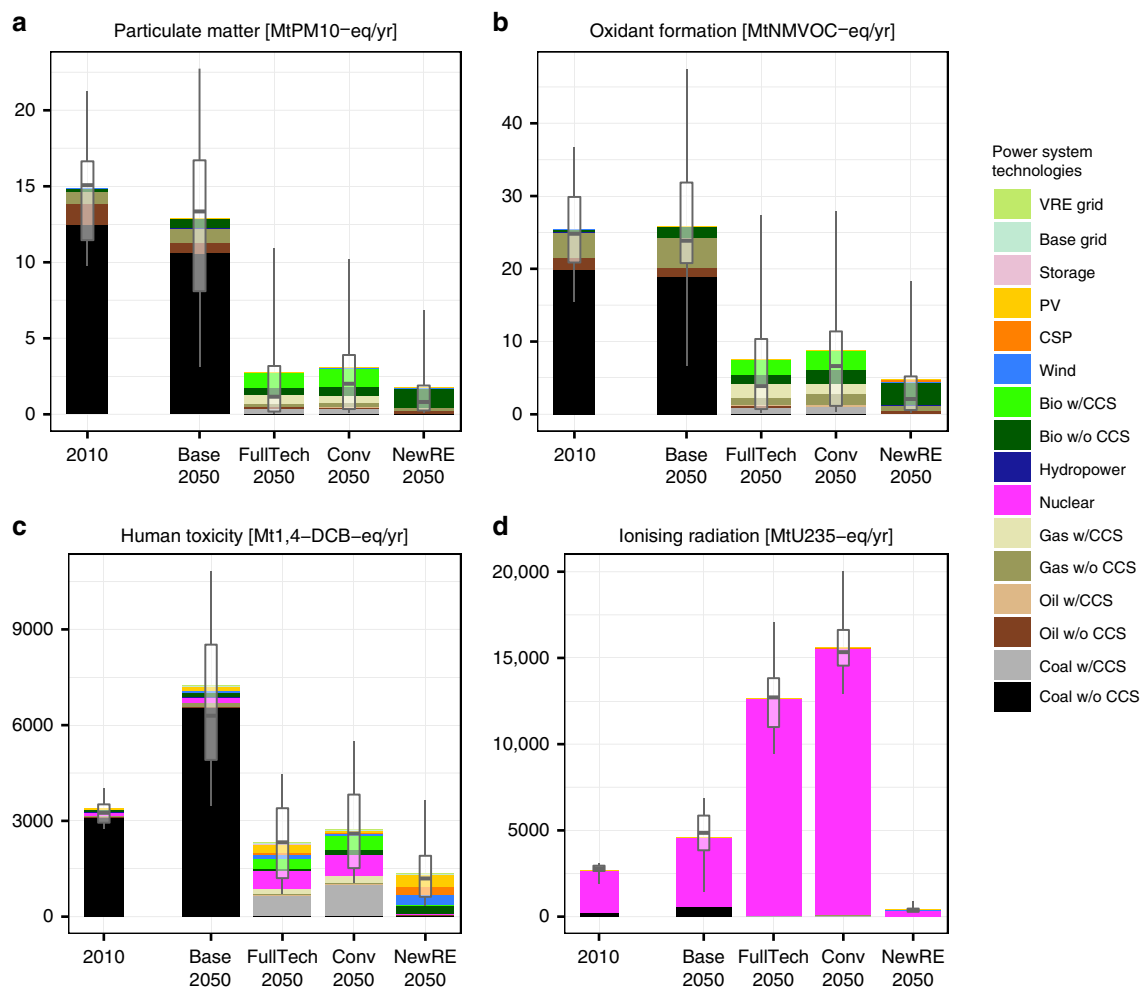 a
Particulate matter [MtPM10−eq/yr]
20
15
10
5
0
2010
Base 2050
FullTech 2050
Conv 2050
NewRE 2050
b
Oxidant formation [MtNMVOC−eq/yr]
40
30
20
10
0
2010
Base 2050
FullTech 2050
Conv 2050
NewRE 2050
c
Human toxicity [Mt1,4−DCB−eq/yr]
9000
6000
3000
0
2010
Base 2050
FullTech 2050
Conv 2050
NewRE 2050
d
Ionising radiation [MtU235−eq/yr]
20,000
15,000
10,000
5000
0
2010
Base 2050
FullTech 2050
Conv 2050
NewRE 2050
Power system
technologies
VRE grid
Base grid
Storage
PV
CSP
Wind
Bio w/CCS
Bio w/o CCS
Hydropower
Nuclear
Gas w/CCS
Gas w/o CCS
Oil w/CCS
Oil w/o CCS
Coal w/CCS
Coal w/o CCS